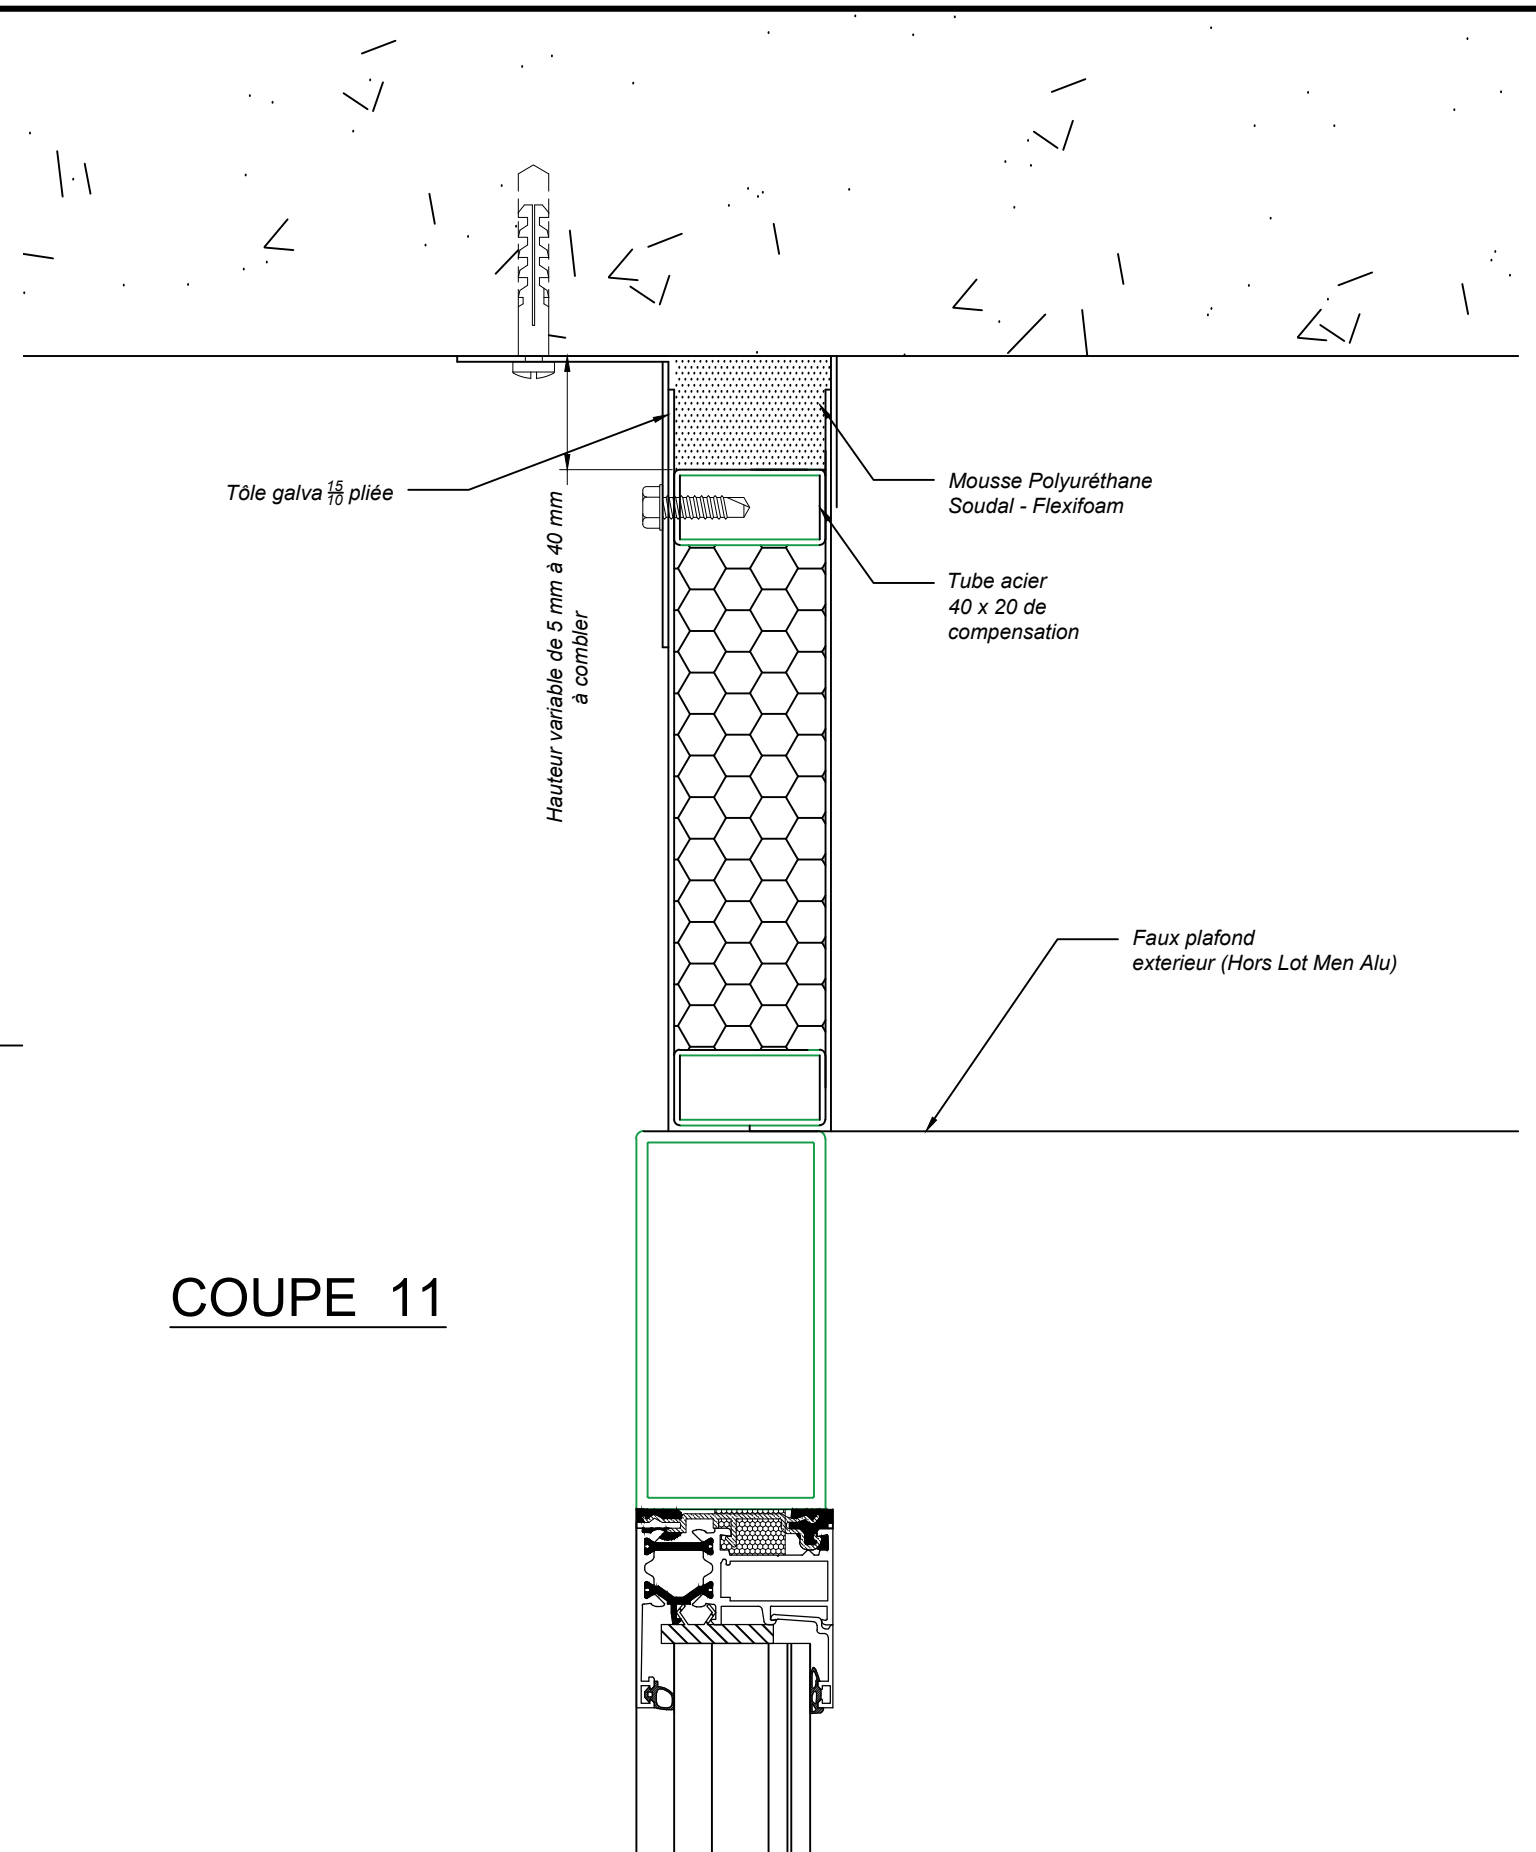 Tôle galva 15/10 pliée
Mousse Polyuréthane
Soudal - Flexifoam
Hauteur variable de 5 mm à 40 mm
à combler
Tube acier
40 x 20 de
compensation
Faux plafond
exterieur (Hors Lot Men Alu)
COUPE 11